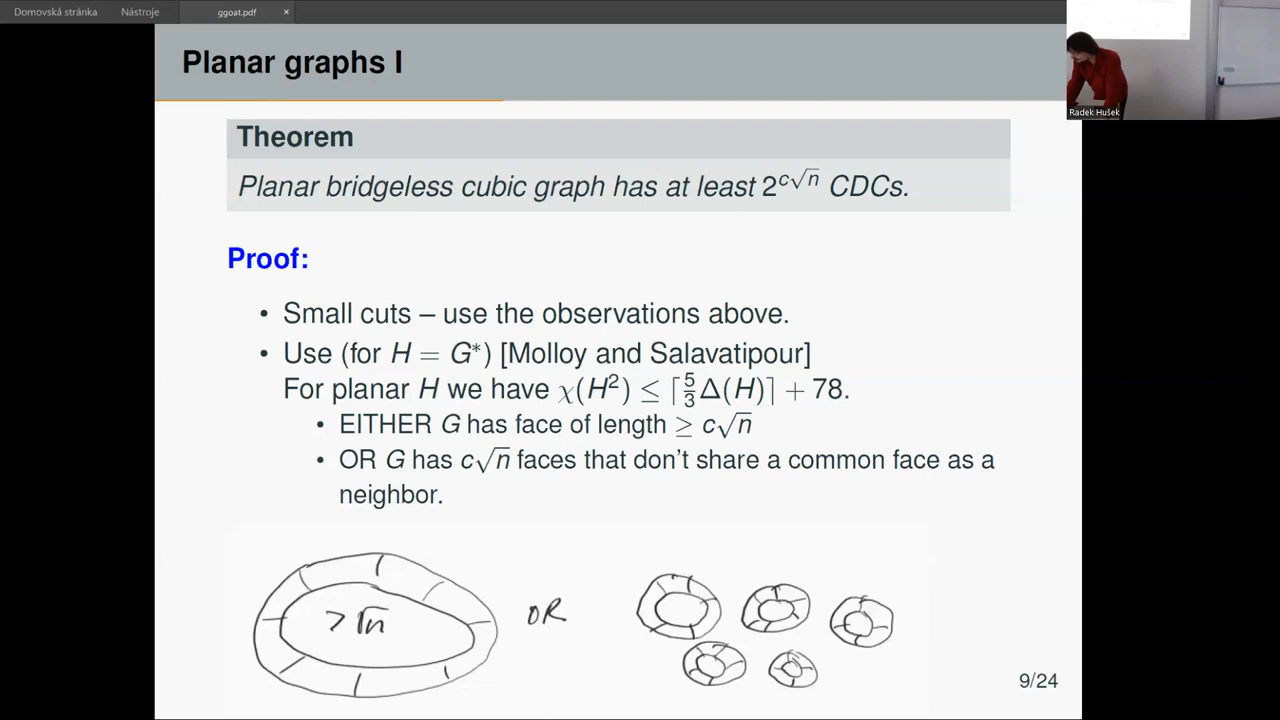 Domovská stránka Nástroje ggoat.pdf ×
Planar graphs I
Radek Hušek
Theorem
Planar bridgeless cubic graph has at least 2^{c√n} CDCs.
Proof:
• Small cuts – use the observations above.
• Use (for H = G*) [Molloy and Salavatipour]
For planar H we have χ(H²) ≤ ⌈5/3 Δ(H)⌉ + 78.
• EITHER G has face of length ≥ c√n
• OR G has c√n faces that don't share a common face as a
neighbor.
> √n OR
9/24